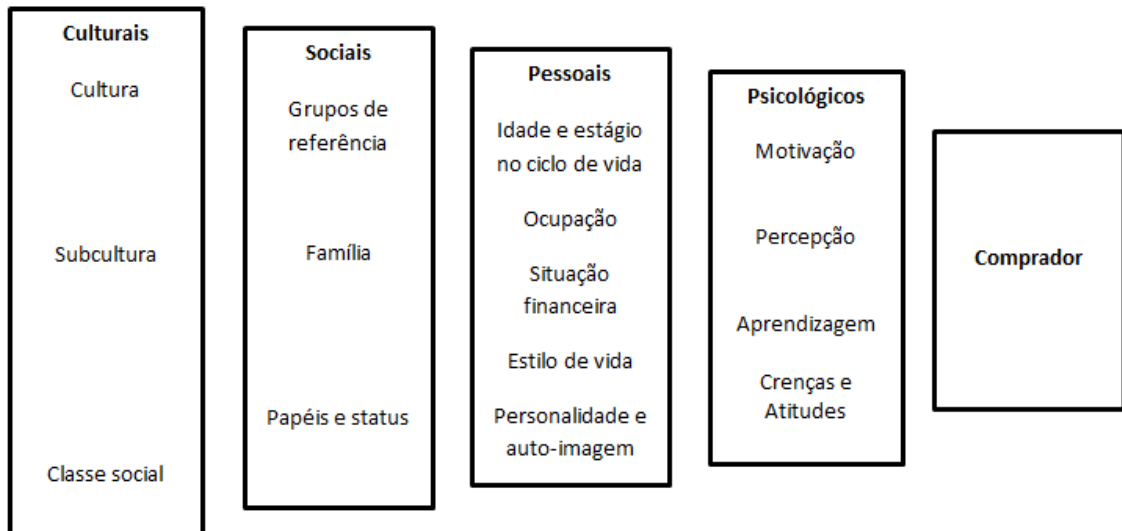 Culturais
Cultura
Subcultura
Classe social
Sociais
Grupos de
referência
Família
Papéis e status
Pessoais
Idade e estágio
no ciclo de vida
Ocupação
Situação
financeira
Estilo de vida
Personalidade e
auto-imagem
Psicológicos
Motivação
Percepção
Aprendizagem
Crenças e
Atitudes
Comprador